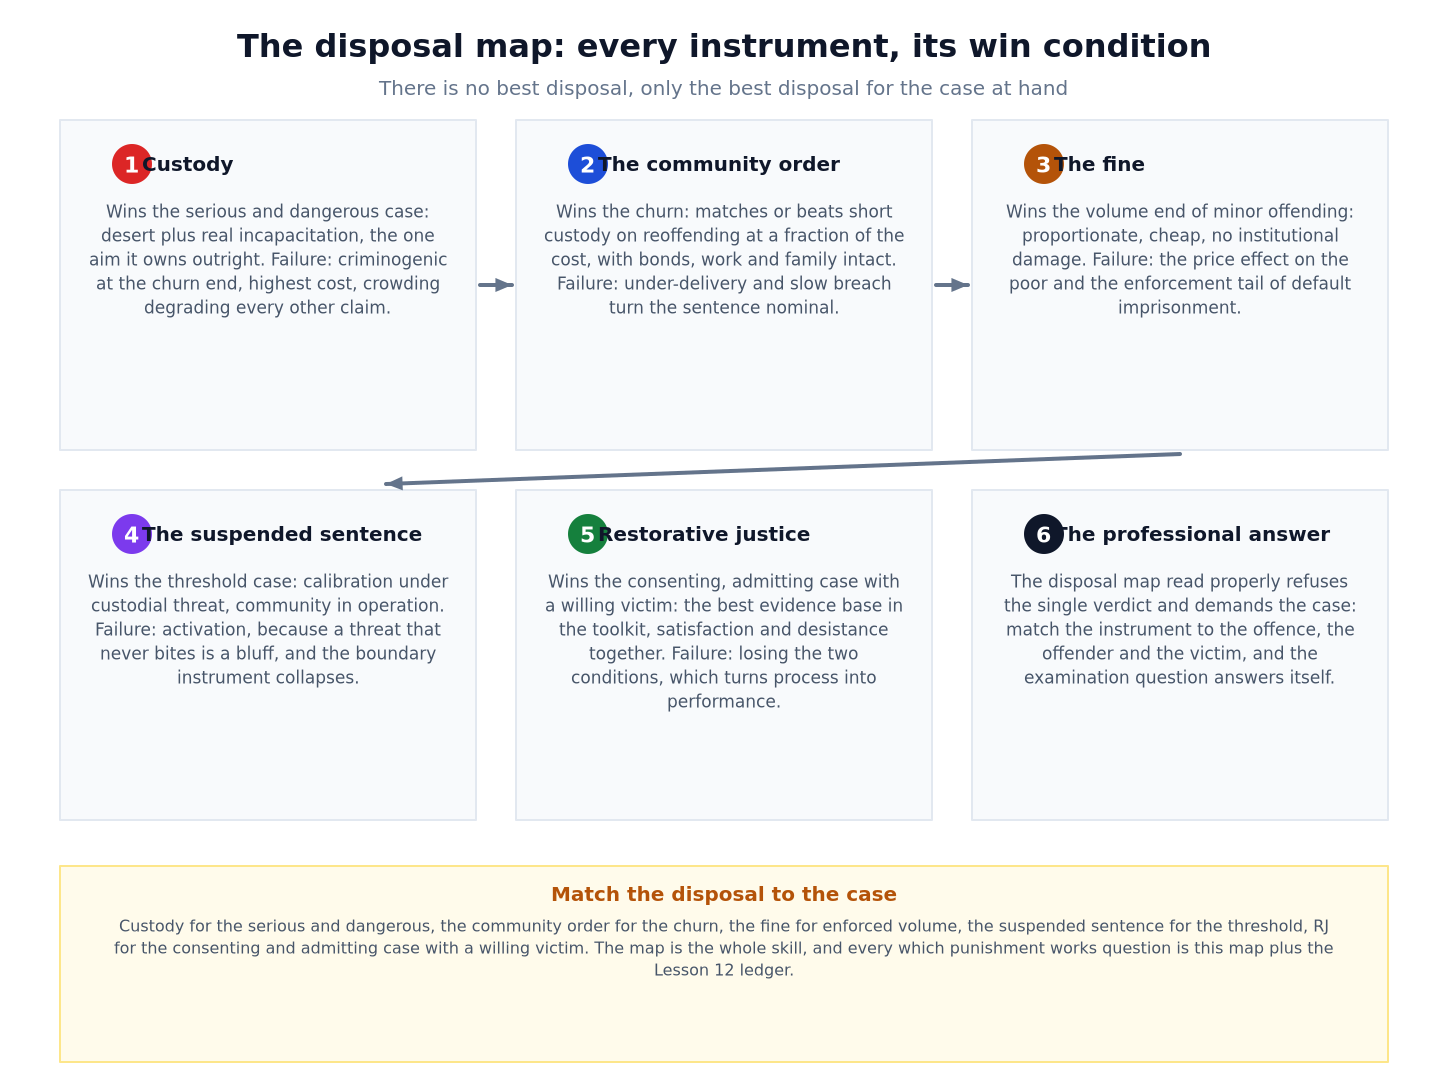 The disposal map: every instrument, its win condition
There is no best disposal, only the best disposal for the case at hand
1 Custody
Wins the serious and dangerous case:
desert plus real incapacitation, the one
aim it owns outright. Failure: criminogenic
at the churn end, highest cost, crowding
degrading every other claim.
2 The community order
Wins the churn: matches or beats short
custody on reoffending at a fraction of the
cost, with bonds, work and family intact.
Failure: under-delivery and slow breach
turn the sentence nominal.
3 The fine
Wins the volume end of minor offending:
proportionate, cheap, no institutional
damage. Failure: the price effect on the
poor and the enforcement tail of default
imprisonment.
4 The suspended sentence
Wins the threshold case: calibration under
custodial threat, community in operation.
Failure: activation, because a threat that
never bites is a bluff, and the boundary
instrument collapses.
5 Restorative justice
Wins the consenting, admitting case with
a willing victim: the best evidence base in
the toolkit, satisfaction and desistance
together. Failure: losing the two
conditions, which turns process into
performance.
6 The professional answer
The disposal map read properly refuses
the single verdict and demands the case:
match the instrument to the offence, the
offender and the victim, and the
examination question answers itself.
Match the disposal to the case
Custody for the serious and dangerous, the community order for the churn, the fine for enforced volume, the suspended sentence for the threshold, RJ
for the consenting and admitting case with a willing victim. The map is the whole skill, and every which punishment works question is this map plus the
Lesson 12 ledger.